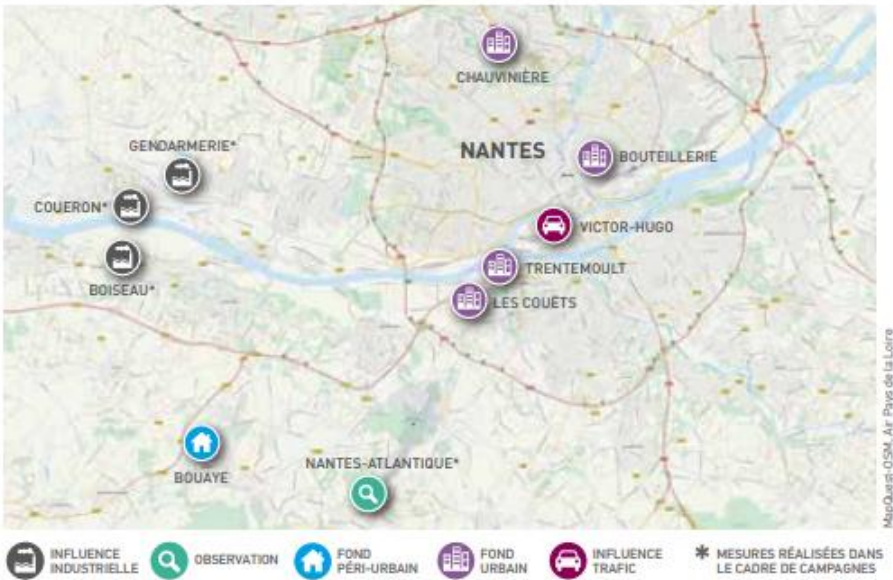 CHAUVINIÈRE
GENDARMERIE*
NANTES
BOUTEILLERIE
COUERON*
VICTOR-HUGO
TRENTEMOULT
BOISEAU*
LES COUËTS
BOUAYE
NANTES-ATLANTIQUE*
MapQuest-OSM, Air Pays de la Loire
INFLUENCE
INDUSTRIELLE
OBSERVATION
FOND
PÉRI-URBAIN
FOND
URBAIN
INFLUENCE
TRAFIC
* MESURES RÉALISÉES DANS
LE CADRE DE CAMPAGNES